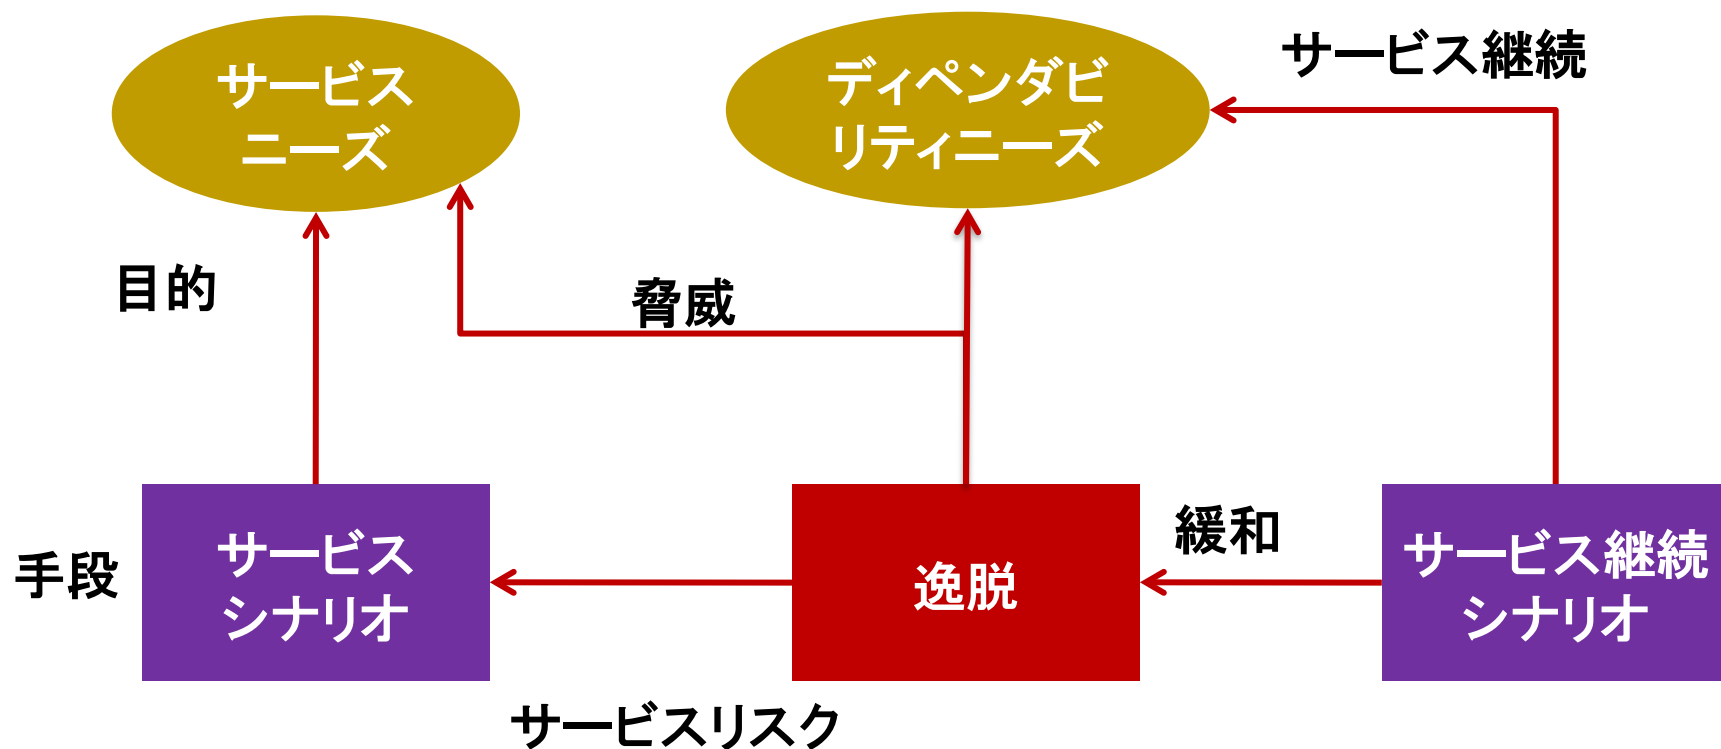 サービス
ニーズ
ディペンダビ
リティニーズ
サービス継続
目的
脅威
手段
サービス
シナリオ
逸脱
緩和
サービス継続
シナリオ
サービスリスク